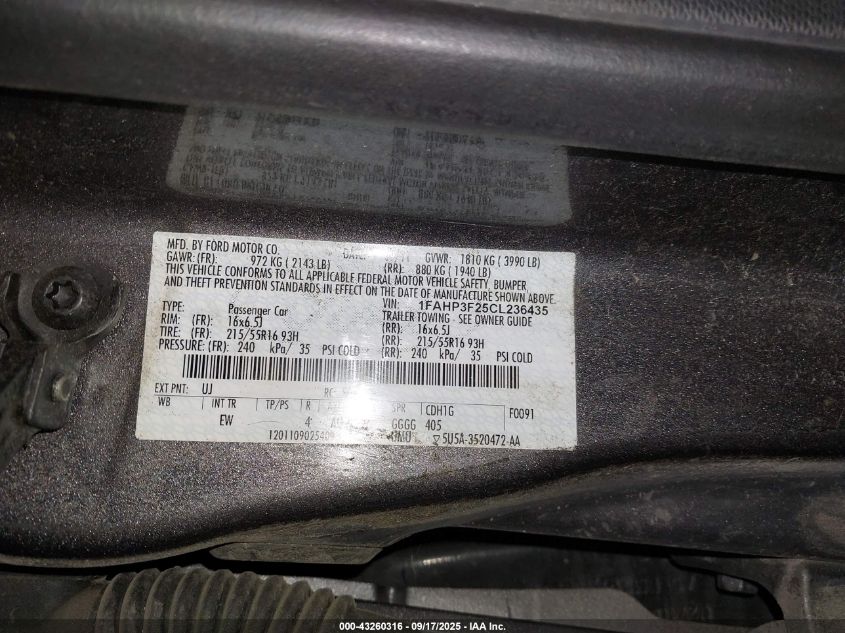 MFD. BY FORD MOTOR CO. DATE: GVWR: 1810 KG ( 3990 LB)
GAWR: (FR): 972 KG ( 2143 LB) (RR): 880 KG ( 1940 LB)
THIS VEHICLE CONFORMS TO ALL APPLICABLE FEDERAL MOTOR VEHICLE SAFETY, BUMPER
AND THEFT PREVENTION STANDARDS IN EFFECT ON THE DATE OF MANUFACTURE SHOWN ABOVE.
VIN: 1FAHP3F25CL236435
TYPE: Passenger Car TRAILER TOWING - SEE OWNER GUIDE
RIM: (FR): 16x6.5J (RR): 16x6.5J
TIRE: (FR): 215/55R16 93H (RR): 215/55R16 93H
PRESSURE: (FR): 240 kPa/ 35 PSI COLD (RR): 240 kPa/ 35 PSI COLD
EXT PNT: UJ RC:
WB INT TR TP/PS R SPR CDH1G F0091
EW 4 GGGG 405
5U5A-3520472-AA
000-43260316 - 09/17/2025 - IAA Inc.